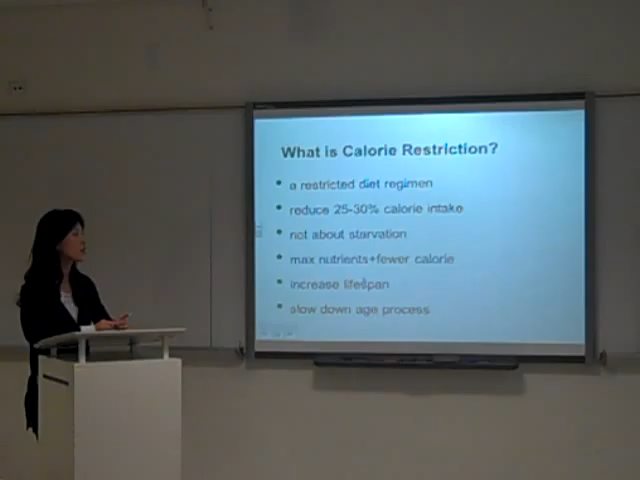 What is Calorie Restriction?
• a restricted diet regimen
• reduce 25-30% calorie intake
• not about starvation
• max nutrients+fewer calorie
• increase lifespan
• slow down age process